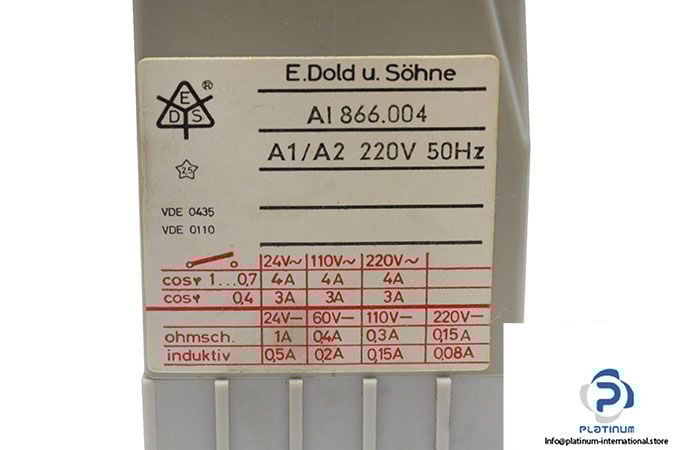 E.Dold u. Söhne
E
D S ®
AI 866.004
A1/A2 220V 50Hz
2,5
VDE 0435
VDE 0110
24V~ 110V~ 220V~
cosφ 1...0,7 4A 4A 4A
cosφ 0,4 3A 3A 3A
24V– 60V– 110V– 220V–
ohmsch. 1A 0,4A 0,3A 0,15A
induktiv 0,5A 0,2A 0,15A 0,08A
PLATINUM
info@platinum-international.store